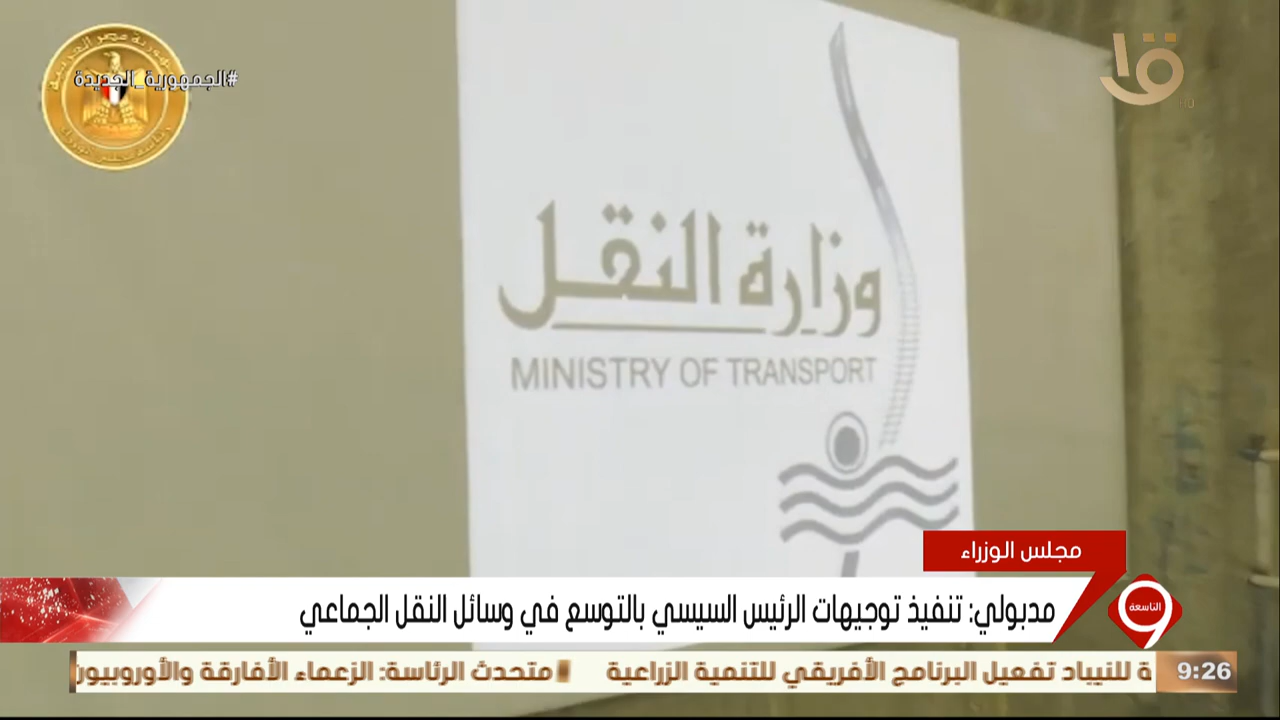 #الجمهورية_الجديدة
وزارة النقل
MINISTRY OF TRANSPORT
مجلس الوزراء
مدبولي: تنفيذ توجيهات الرئيس السيسي بالتوسع في وسائل النقل الجماعي
التاسعة
9
ة للنيباد تفعيل البرنامج الأفريقي للتنمية الزراعية
متحدث الرئاسة: الزعماء الأفارقة والأوروبيون
9:26